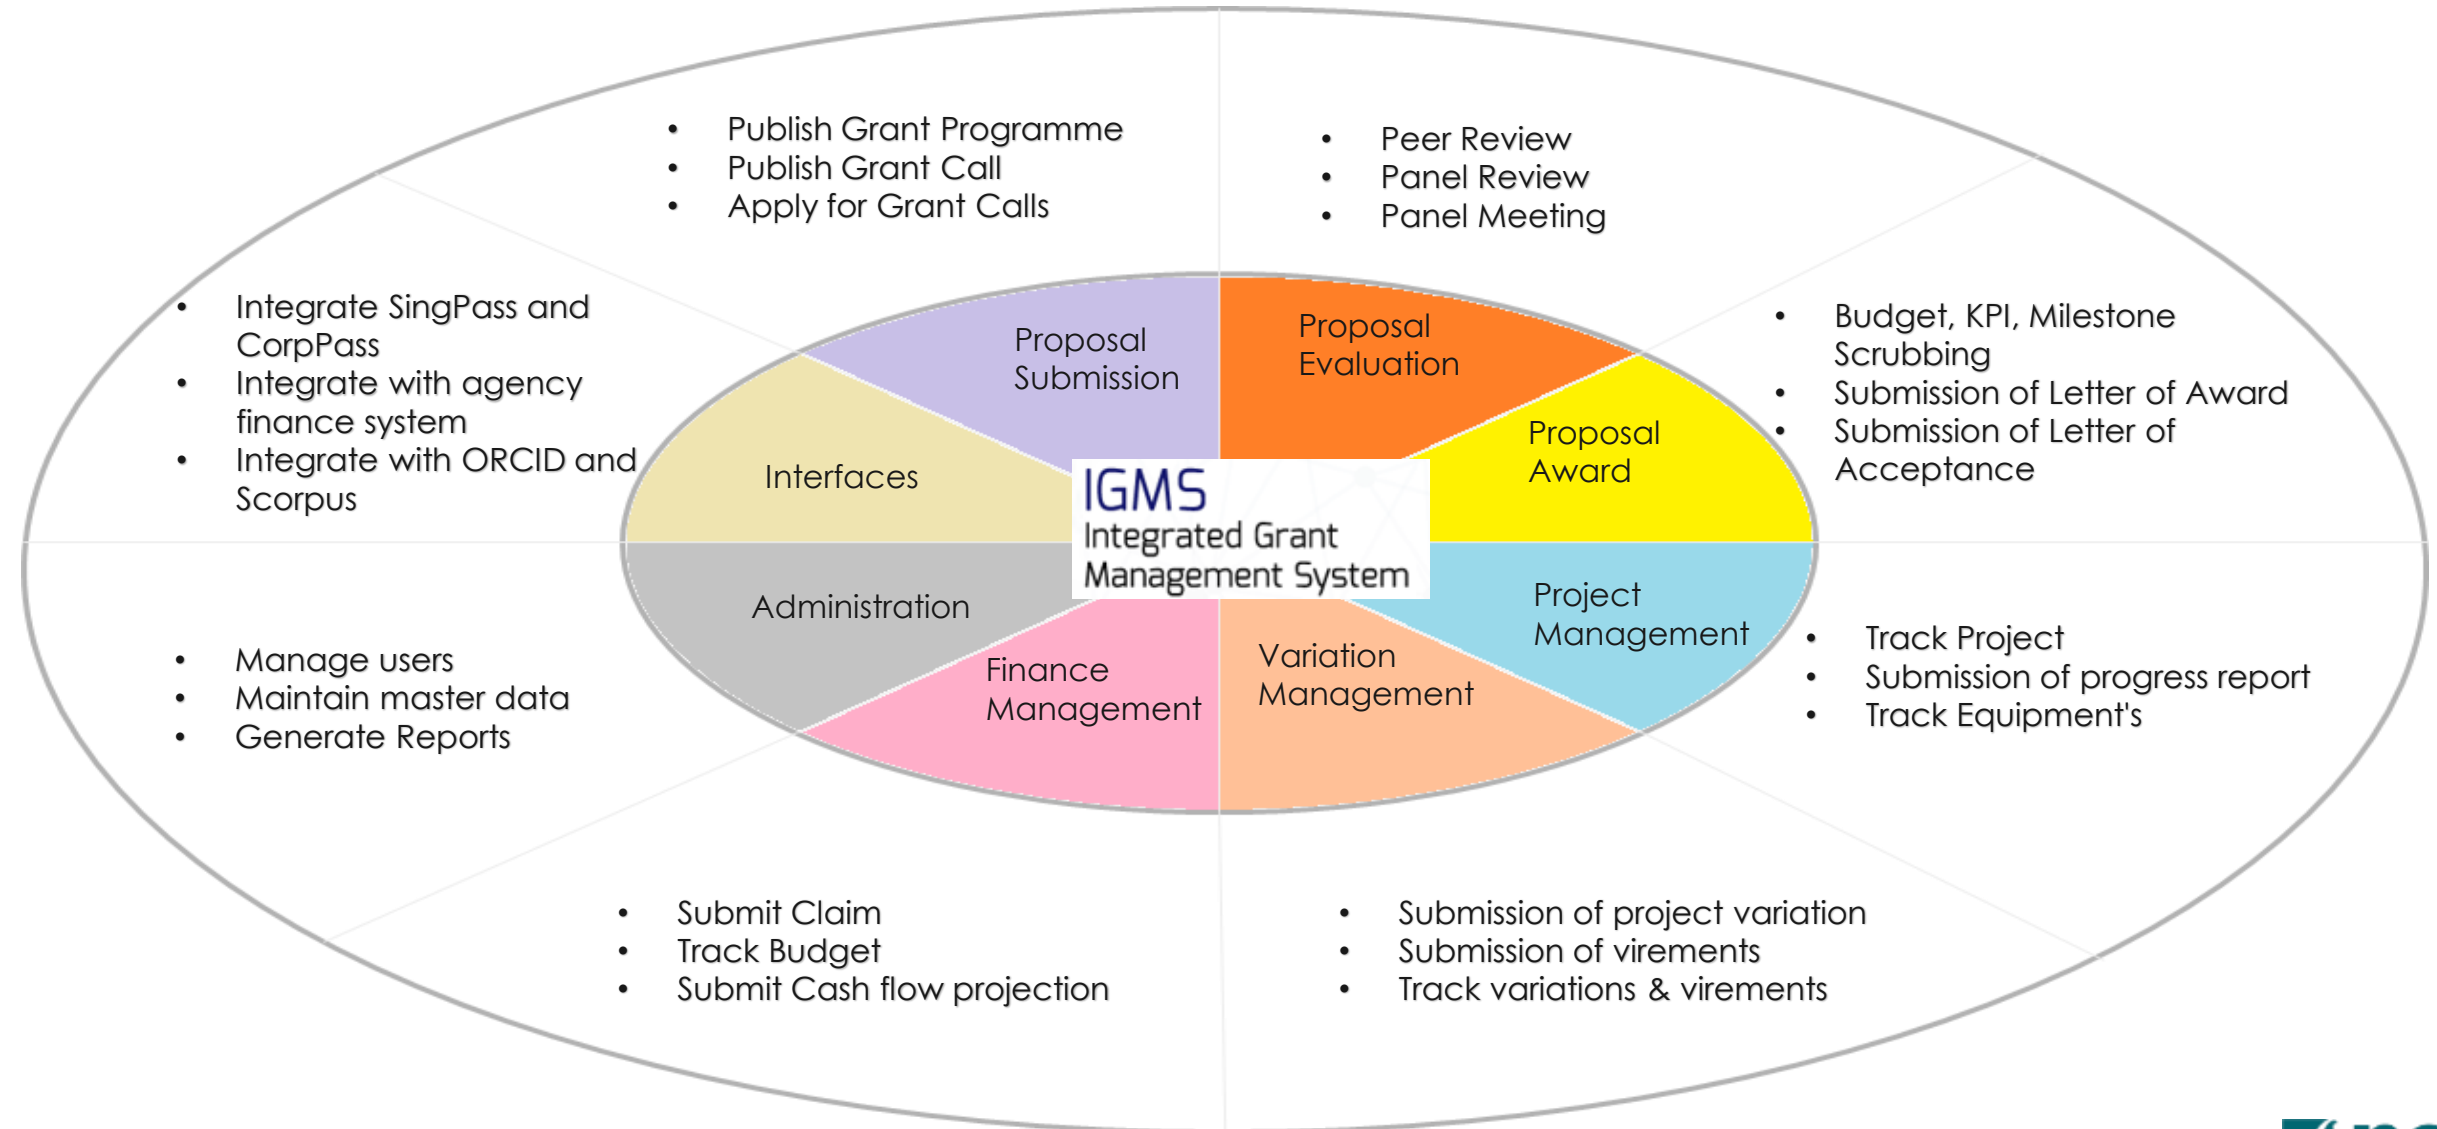 • Publish Grant Programme
• Publish Grant Call
• Apply for Grant Calls
• Peer Review
• Panel Review
• Panel Meeting
• Integrate SingPass and
CorpPass
• Integrate with agency
finance system
• Integrate with ORCID and
Scorpus
Proposal
Submission
Proposal
Evaluation
• Budget, KPI, Milestone
Scrubbing
• Submission of Letter of Award
• Submission of Letter of
Acceptance
Interfaces
Proposal
Award
IGMS
Integrated Grant
Management System
Administration
Project
Management
Finance
Management
Variation
Management
• Manage users
• Maintain master data
• Generate Reports
• Track Project
• Submission of progress report
• Track Equipment's
• Submit Claim
• Track Budget
• Submit Cash flow projection
• Submission of project variation
• Submission of virements
• Track variations & virements